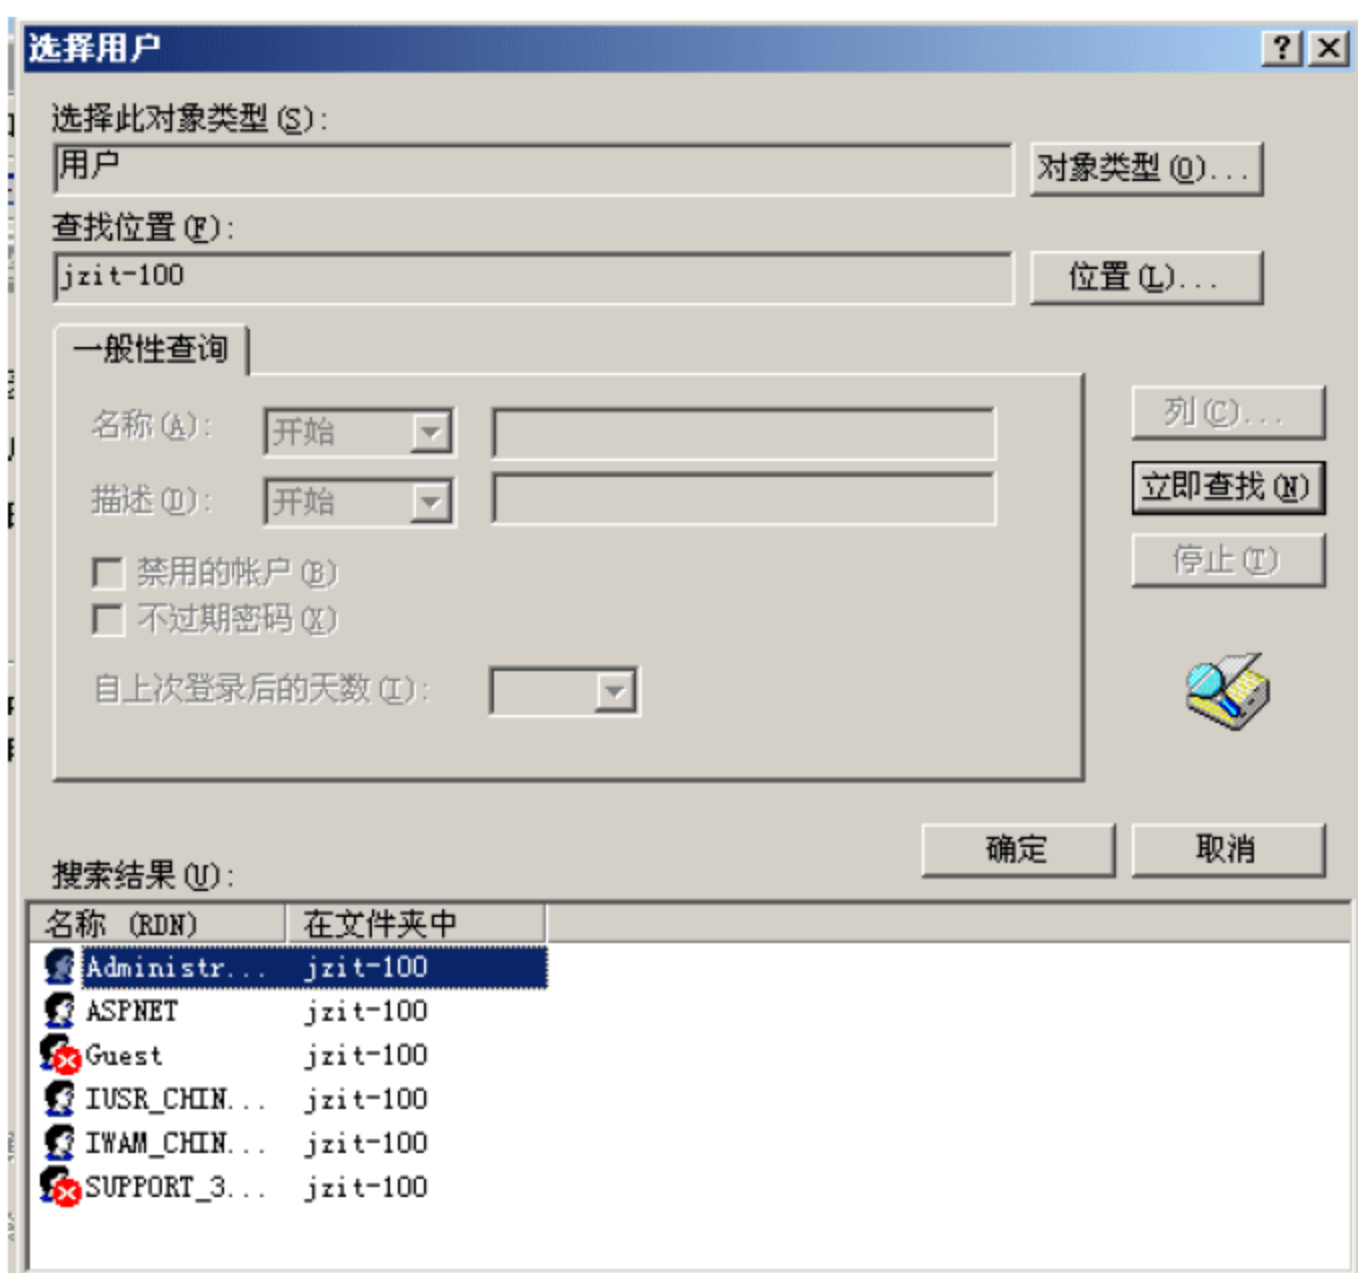 选择用户
选择此对象类型(S):
用户
对象类型(O)...
查找位置(F):
jzit-100
位置(L)...
一般性查询
名称(A): 开始
列(C)...
描述(D): 开始
立即查找(N)
禁用的帐户(B)
停止(T)
不过期密码(X)
自上次登录后的天数(I):
确定 取消
搜索结果(U):
名称 (RDN) 在文件夹中
Administr... jzit-100
ASPNET jzit-100
Guest jzit-100
IUSR_CHIN... jzit-100
IWAM_CHIN... jzit-100
SUPPORT_3... jzit-100